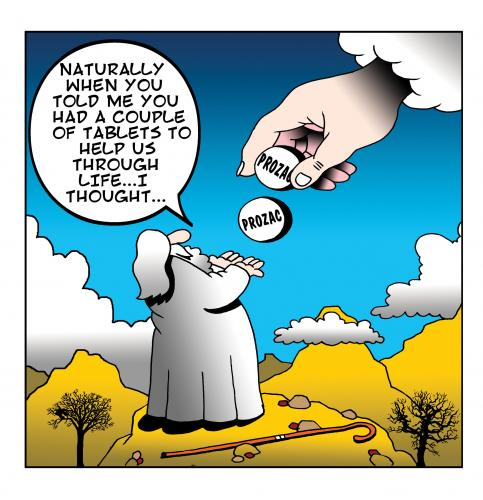 NATURALLY
WHEN YOU
TOLD ME YOU
HAD A COUPLE
OF TABLETS TO
HELP US
THROUGH
LIFE...I
THOUGHT...
PROZAC
PROZAC